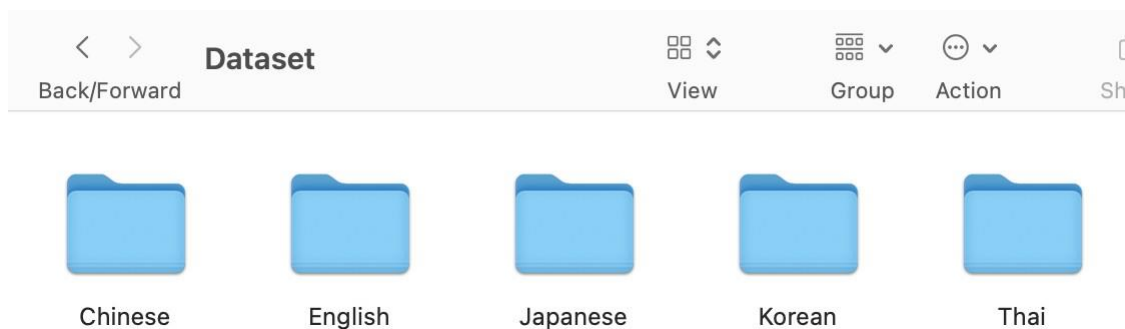 Dataset
Back/Forward
View
Group
Action
Chinese
English
Japanese
Korean
Thai